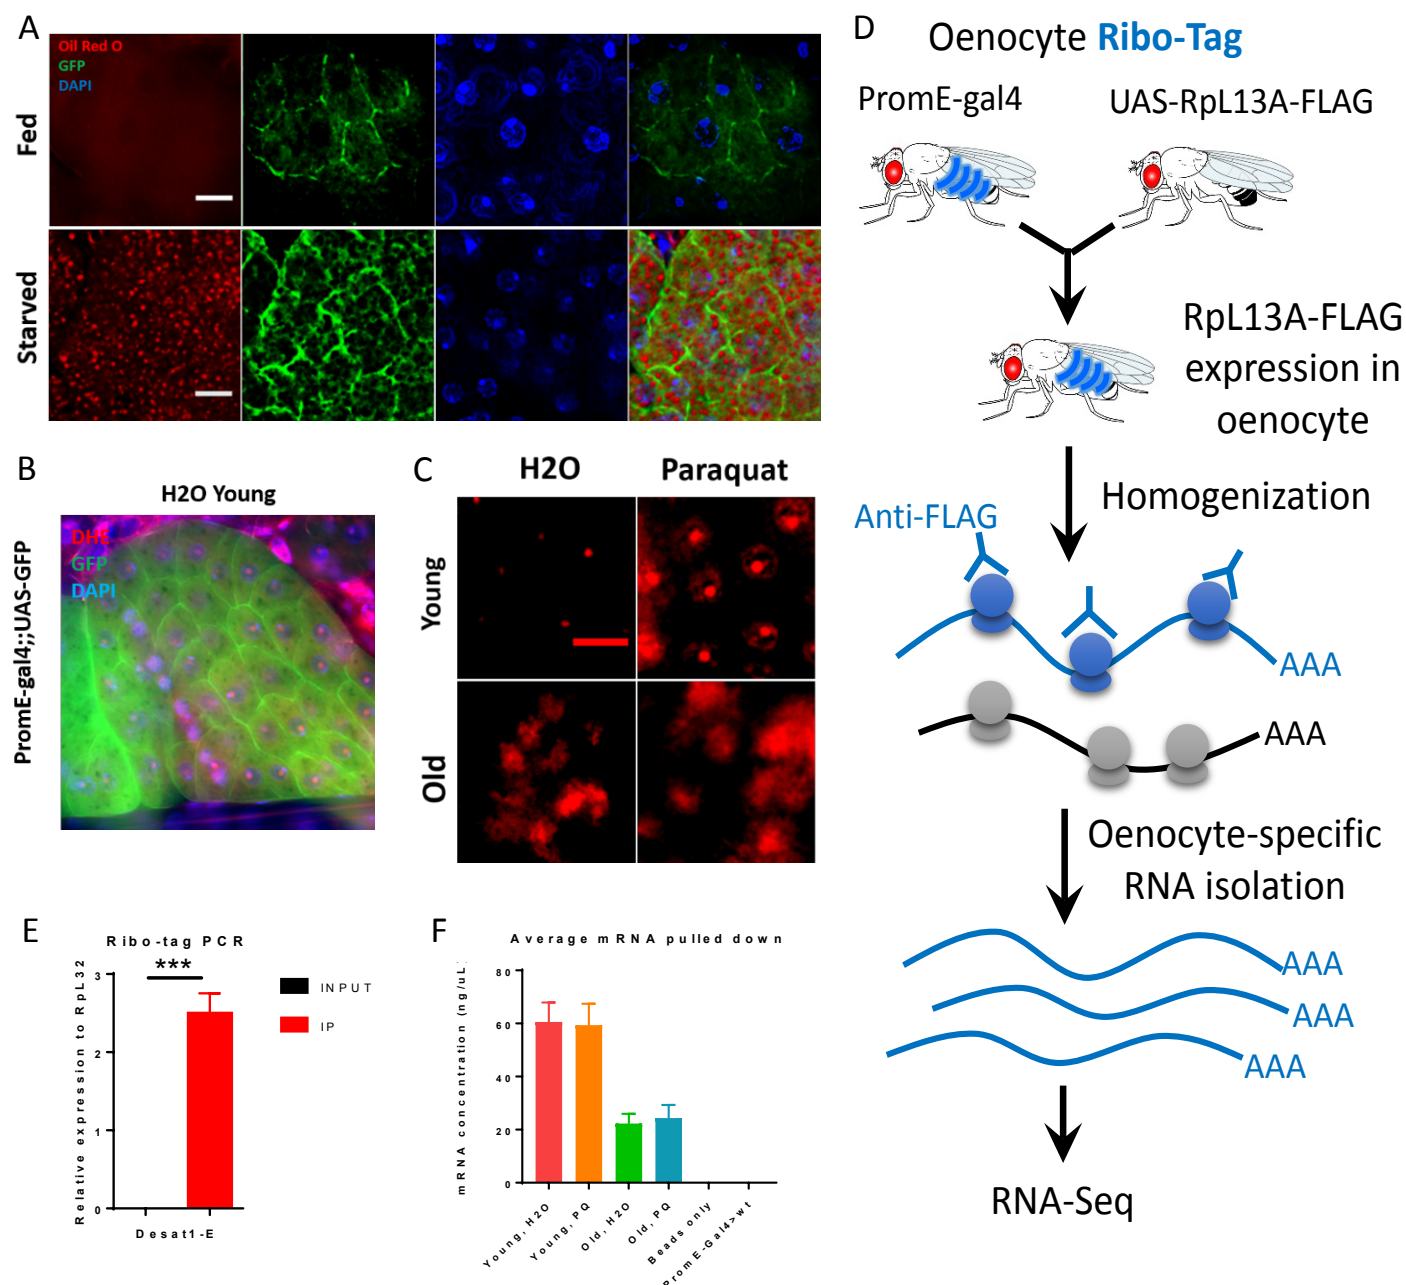 A
Oil Red O
GFP
DAPI
Fed
Starved
B
H2O Young
PromE-gal4;;UAS-GFP
DHE
GFP
DAPI
C
H2O
Paraquat
Young
Old
D
Oenocyte Ribo-Tag
PromE-gal4
UAS-RpL13A-FLAG
RpL13A-FLAG
expression in
oenocyte
Homogenization
Anti-FLAG
AAA
AAA
Oenocyte-specific
RNA isolation
AAA
AAA
AAA
RNA-Seq
E
Ribo-tag PCR
***
Relative expression to RpL32
3
2
1
0
Desat1-E
INPUT
IP
F
Average mRNA pulled down
mRNA concentration (ng/uL
80
60
40
20
0
Young, H2O
Young, PQ
Old, H2O
Old, PQ
Beads only
PromE-Gal4>wt